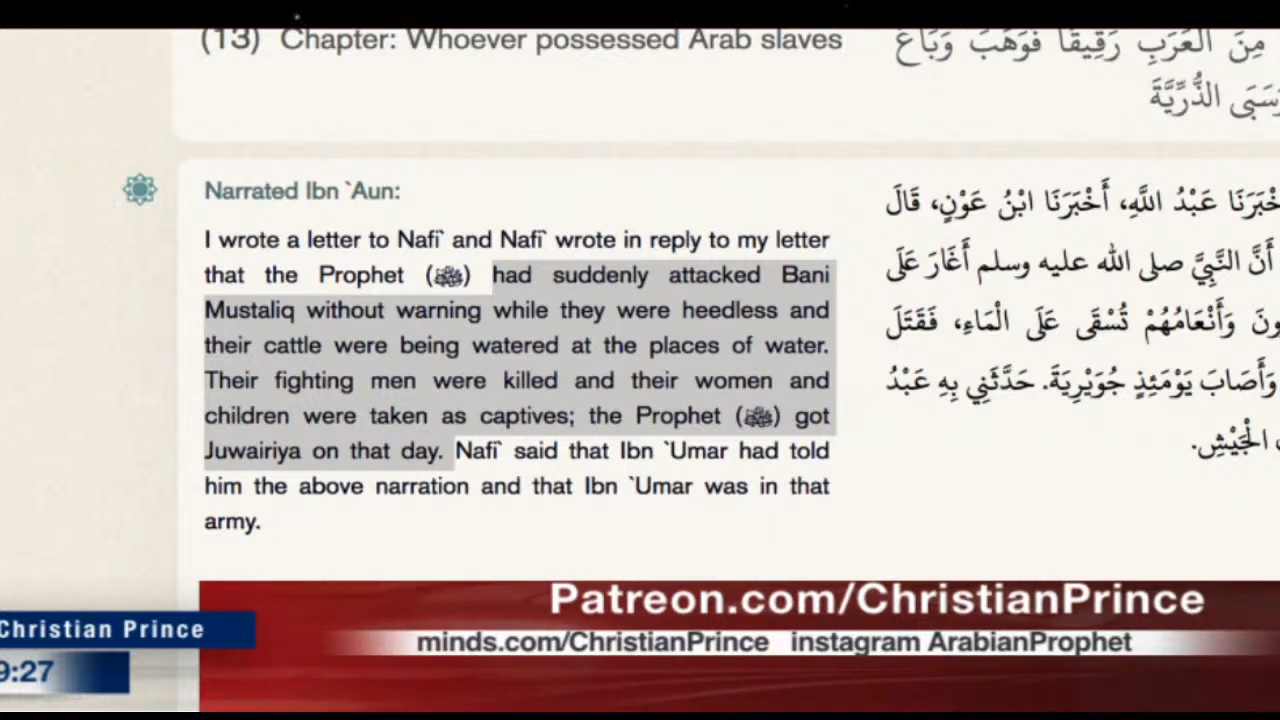 (13) Chapter: Whoever possessed Arab slaves
مِنَ الْعَرَبِ رَقِيقًا فَوَهَبَ وَبَاعَ
وَسَبَى الذُّرِّيَّةَ
Narrated Ibn `Aun:
I wrote a letter to Nafi` and Nafi` wrote in reply to my letter
that the Prophet (ﷺ) had suddenly attacked Bani
Mustaliq without warning while they were heedless and
their cattle were being watered at the places of water.
Their fighting men were killed and their women and
children were taken as captives; the Prophet (ﷺ) got
Juwairiya on that day. Nafi` said that Ibn `Umar had told
him the above narration and that Ibn `Umar was in that
army.
عَبْدُ اللَّهِ، أَخْبَرَنَا ابْنُ عَوْنٍ، قَالَ
أَنَّ النَّبِيَّ صلى الله عليه وسلم أَغَارَ عَلَى
وَأَنْعَامُهُمْ تُسْقَى عَلَى الْمَاءِ، فَقَتَلَ
وَأَصَابَ يَوْمَئِذٍ جُوَيْرِيَةَ. حَدَّثَنِي بِهِ عَبْدُ
الْجَيْشِ.
Patreon.com/ChristianPrince
minds.com/ChristianPrince instagram ArabianProphet
Christian Prince
9:27